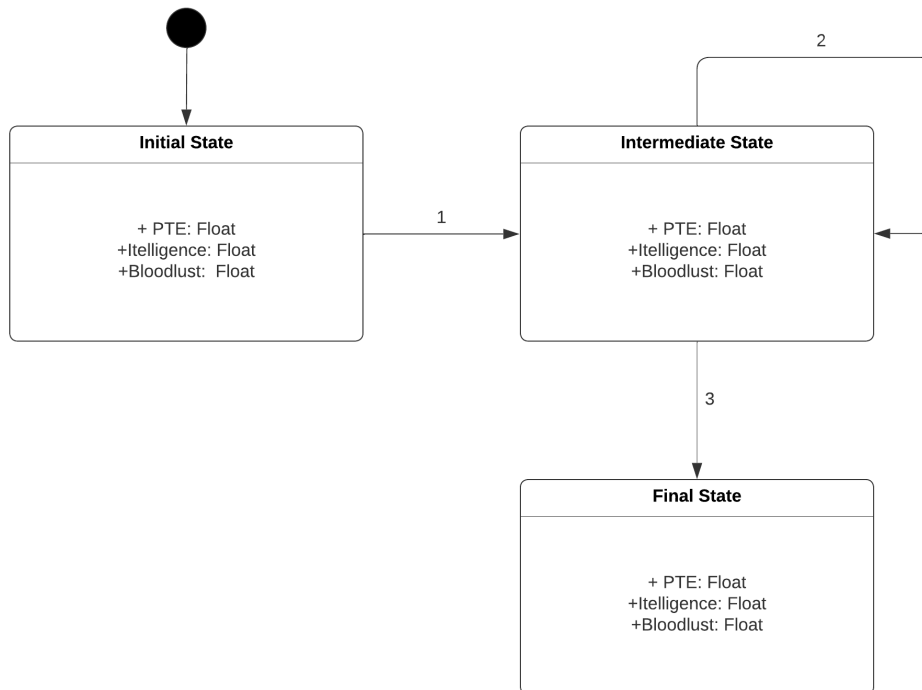 2
Initial State
+ PTE: Float
+Itelligence: Float
+Bloodlust:  Float
1
Intermediate State
+ PTE: Float
+Itelligence: Float
+Bloodlust: Float
3
Final State
+ PTE: Float
+Itelligence: Float
+Bloodlust: Float